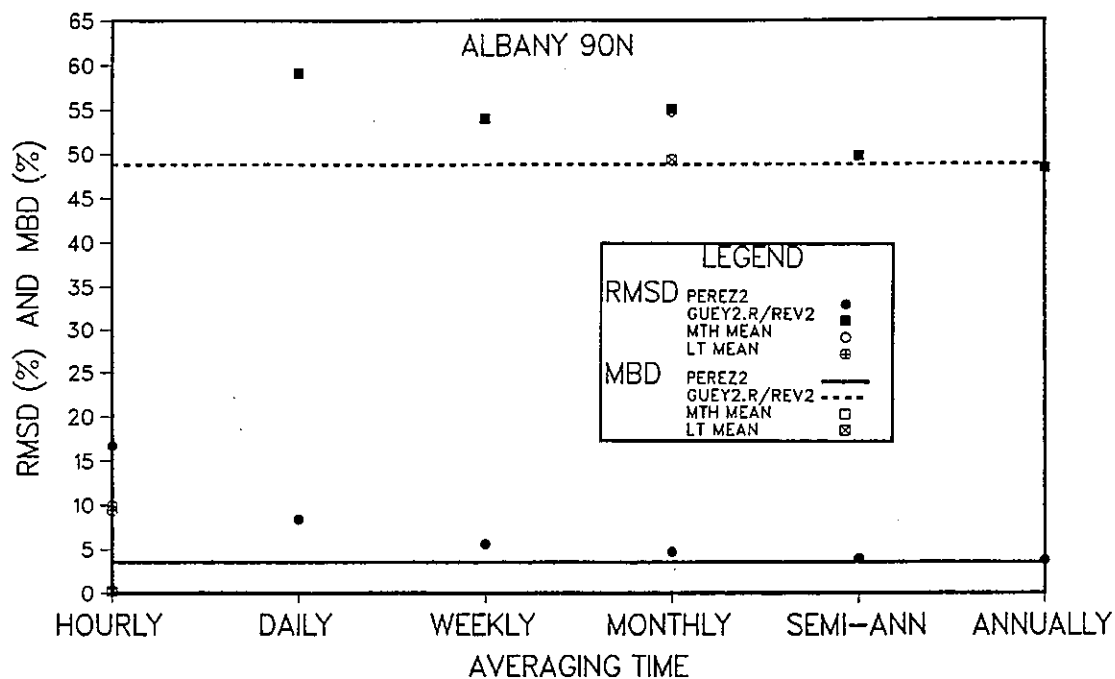 ALBANY 90N
RMSD (%) AND MBD (%)
65
60
55
50
45
40
35
30
25
20
15
10
5
0
LEGEND
RMSD PEREZ2
GUEY2.R/REV2
MTH MEAN
LT MEAN
MBD PEREZ2
GUEY2.R/REV2
MTH MEAN
LT MEAN
HOURLY DAILY WEEKLY MONTHLY SEMI-ANN ANNUALLY
AVERAGING TIME